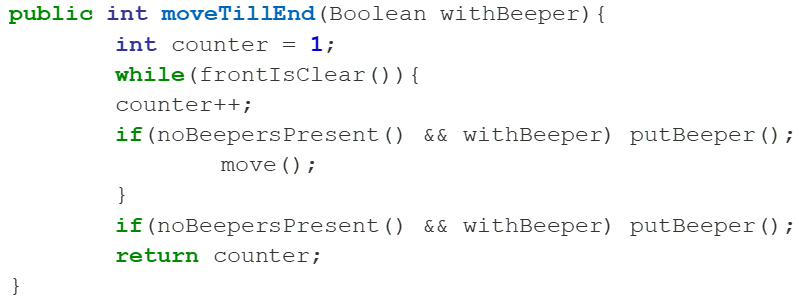 public int moveTillEnd(Boolean withBeeper){
int counter = 1;
while(frontIsClear()){
counter++;
if(noBeepersPresent() && withBeeper) putBeeper();
move();
}
if(noBeepersPresent() && withBeeper) putBeeper();
return counter;
}